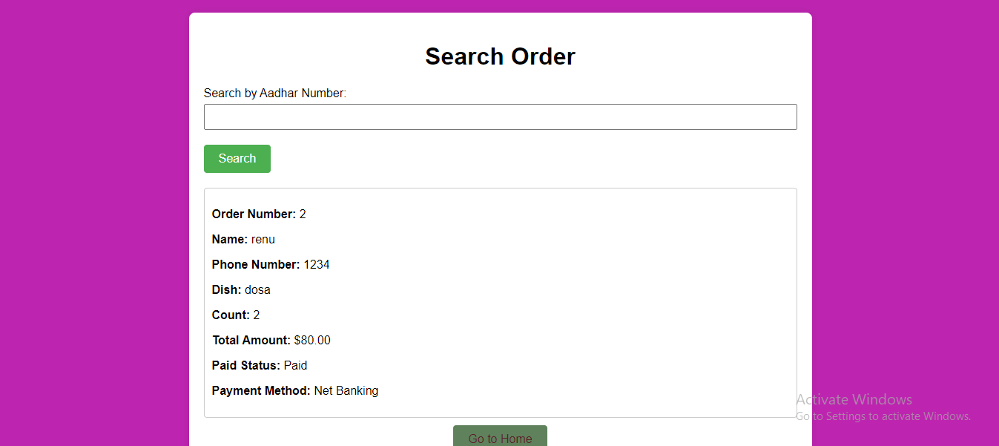 Search Order
Search by Aadhar Number:
Search
Order Number: 2
Name: renu
Phone Number: 1234
Dish: dosa
Count: 2
Total Amount: $80.00
Paid Status: Paid
Payment Method: Net Banking
Activate Windows
Go to Settings to activate Windows.
Go to Home